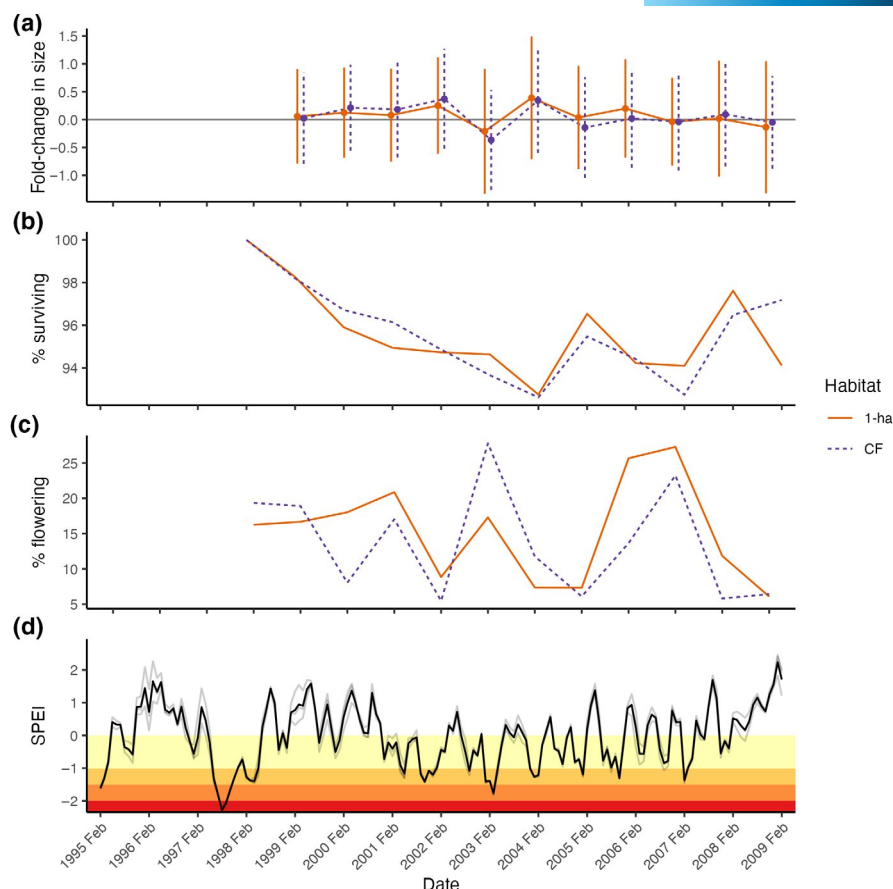 (a)
Fold-change in size
1.5
1.0
0.5
0.0
−0.5
−1.0
(b)
% surviving
100
98
96
94
Habitat
1-ha
CF
(c)
% flowering
25
20
15
10
5
(d)
SPEI
2
1
0
−1
−2
1995 Feb
1996 Feb
1997 Feb
1998 Feb
1999 Feb
2000 Feb
2001 Feb
2002 Feb
2003 Feb
2004 Feb
2005 Feb
2006 Feb
2007 Feb
2008 Feb
2009 Feb
Date